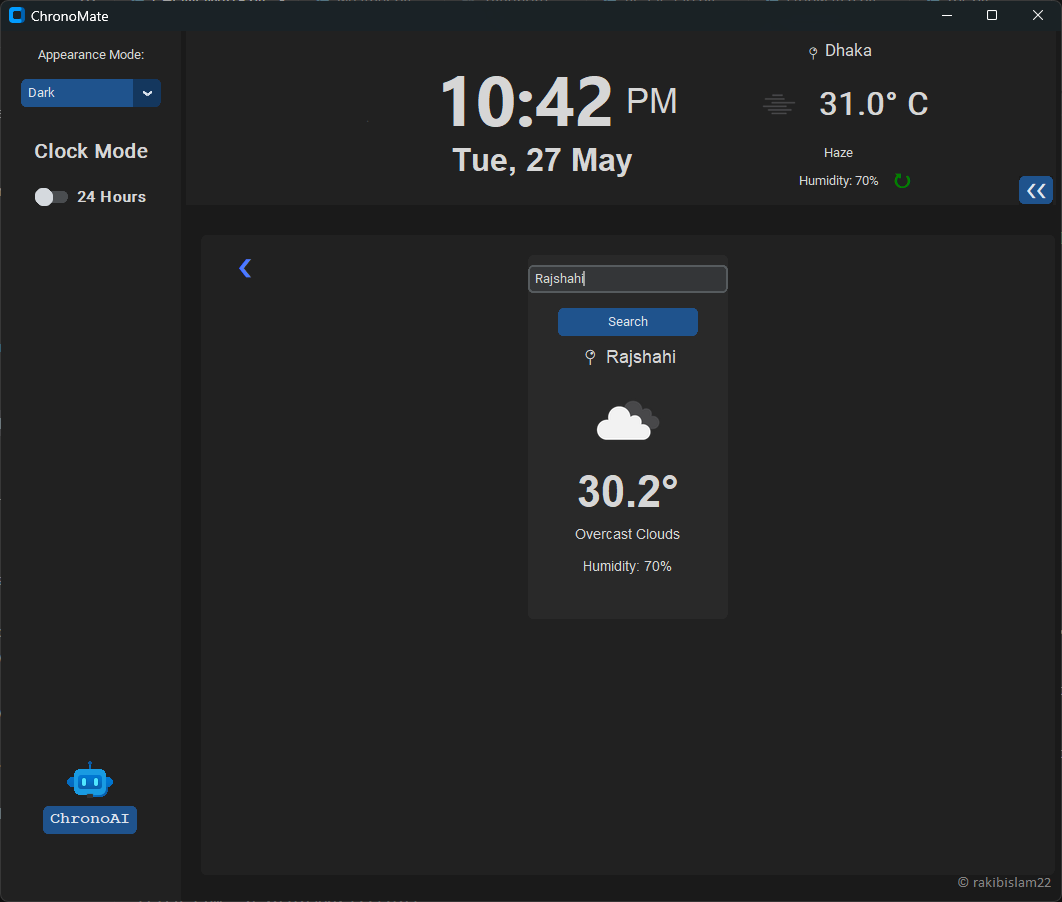 ChronoMate
Appearance Mode:
Dark
Clock Mode
24 Hours
10:42 PM
Tue, 27 May
Dhaka
31.0° C
Haze
Humidity: 70%
Rajshahi
Search
Rajshahi
30.2°
Overcast Clouds
Humidity: 70%
ChronoAI
© rakibislam22